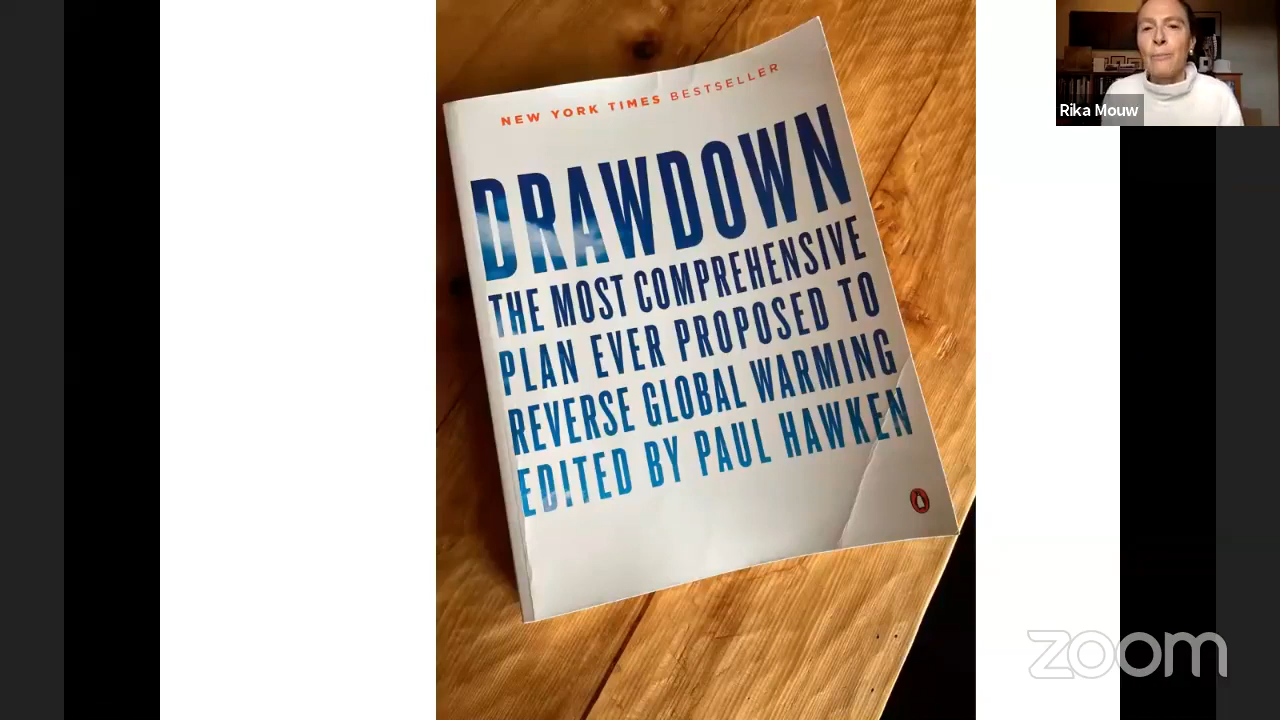 NEW YORK TIMES BESTSELLER
DRAWDOWN
THE MOST COMPREHENSIVE
PLAN EVER PROPOSED TO
REVERSE GLOBAL WARMING
EDITED BY PAUL HAWKEN
Rika Mouw
zoom